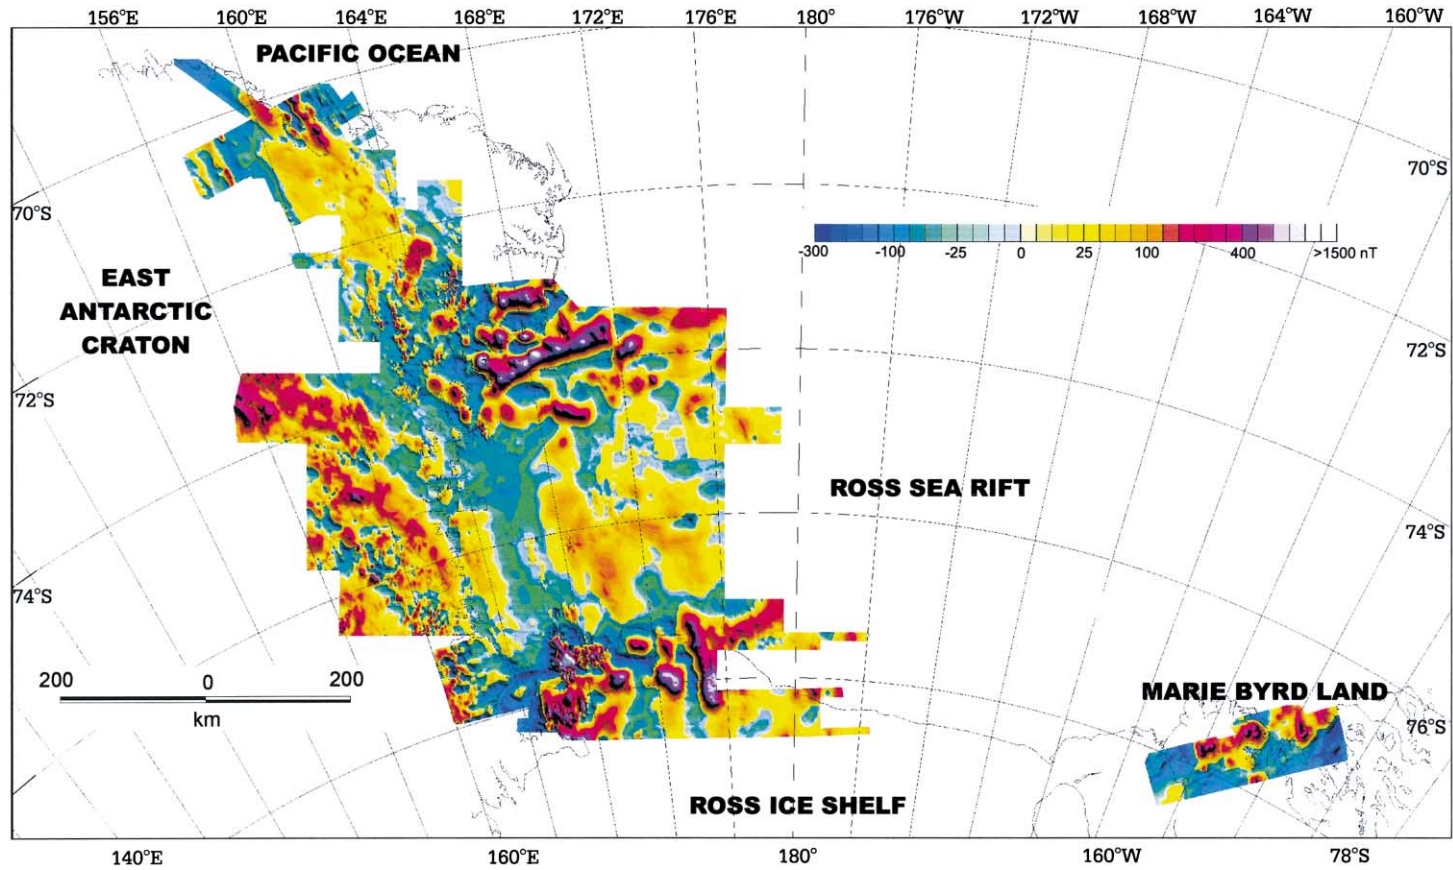 156°E 160°E 164°E 168°E 172°E 176°E 180° 176°W 172°W 168°W 164°W 160°W
PACIFIC OCEAN
70°S
70°S
-300 -100 -25 0 25 100 400 >1500 nT
EAST
ANTARCTIC
CRATON
72°S
72°S
ROSS SEA RIFT
74°S
74°S
200 0 200
km
MARIE BYRD LAND
76°S
ROSS ICE SHELF
140°E 160°E 180° 160°W 78°S